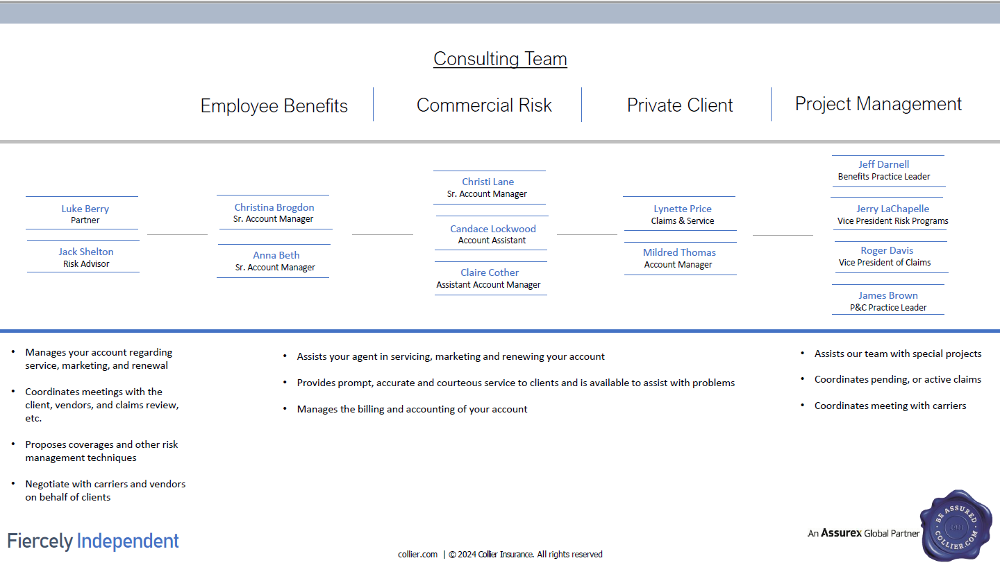 Consulting Team
Employee Benefits
Commercial Risk
Private Client
Project Management
Luke Berry
Partner
Jack Shelton
Risk Advisor
Christina Brogdon
Sr. Account Manager
Anna Beth
Sr. Account Manager
Christi Lane
Sr. Account Manager
Candace Lockwood
Account Assistant
Claire Cother
Assistant Account Manager
Lynette Price
Claims & Service
Mildred Thomas
Account Manager
Jeff Darnell
Benefits Practice Leader
Jerry LaChapelle
Vice President Risk Programs
Roger Davis
Vice President of Claims
James Brown
P&C Practice Leader
• Manages your account regarding
service, marketing, and renewal
• Coordinates meetings with the
client, vendors, and claims review,
etc.
• Proposes coverages and other risk
management techniques
• Negotiate with carriers and vendors
on behalf of clients
• Assists your agent in servicing, marketing and renewing your account
• Provides prompt, accurate and courteous service to clients and is available to assist with problems
• Manages the billing and accounting of your account
• Assists our team with special projects
• Coordinates pending, or active claims
• Coordinates meeting with carriers
Fiercely Independent
collier.com | © 2024 Collier Insurance. All rights reserved
An Assurex Global Partner
BE ASSURED
1911
COLLIER.COM